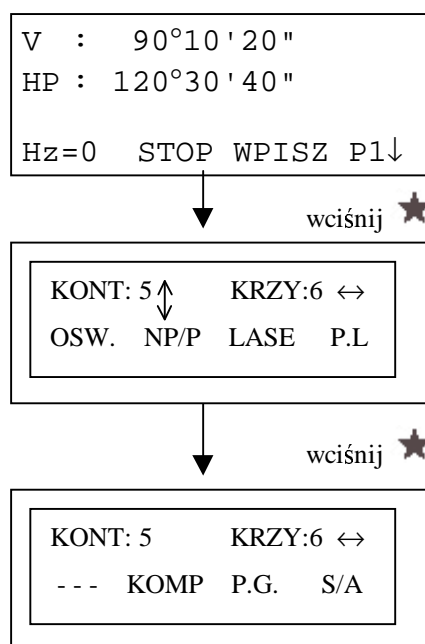 V : 90°10'20"
HP : 120°30'40"
Hz=0 STOP WPISZ P1↓
wciśnij ★
KONT: 5 ↕ KRZY:6 ↔
OSW. NP/P LASE P.L
wciśnij ★
KONT: 5 KRZY:6 ↔
--- KOMP P.G. S/A